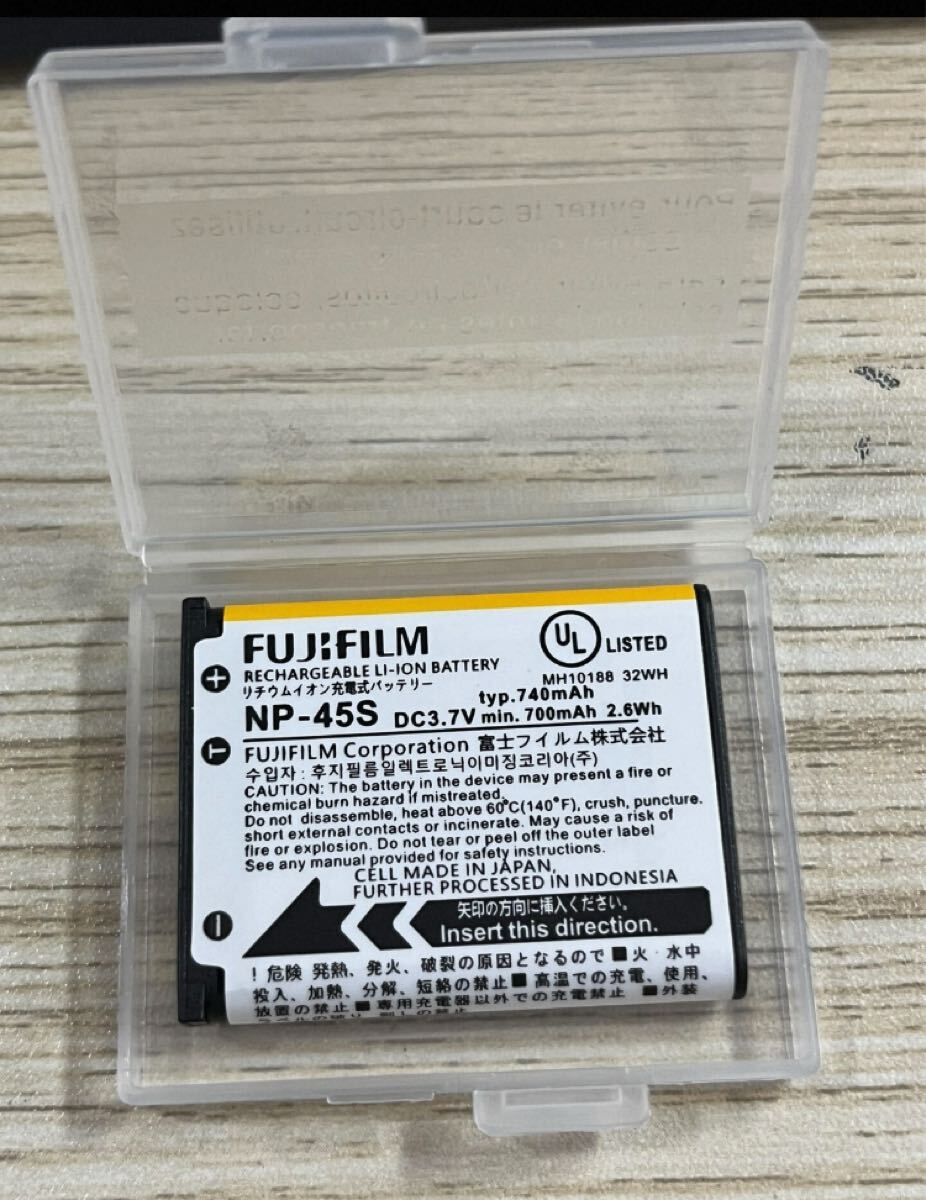 FUJIFILM
UL LISTED
RECHARGEABLE LI-ION BATTERY
MH10188 32WH
リチウムイオン充電式バッテリー
typ.740mAh
NP-45S DC3.7V min. 700mAh 2.6Wh
FUJIFILM Corporation 富士フイルム株式会社
수입자 : 후지필름일렉트로닉이미징코리아(주)
CAUTION: The battery in the device may present a fire or
chemical burn hazard if mistreated.
Do not disassemble, heat above 60°C(140°F), crush, puncture.
short external contacts or incinerate. May cause a risk of
fire or explosion. Do not tear or peel off the outer label
See any manual provided for safety instructions.
CELL MADE IN JAPAN,
FURTHER PROCESSED IN INDONESIA
矢印の方向に挿入ください。
Insert this direction.
+
T
−
! 危険 発熱、発火、破裂の原因となるので ■ 火・水中
投入、加熱、分解、短絡の禁止 ■ 高温での充電、使用、
放置の禁止 ■ 専用充電器以外での充電禁止 ■ 外装